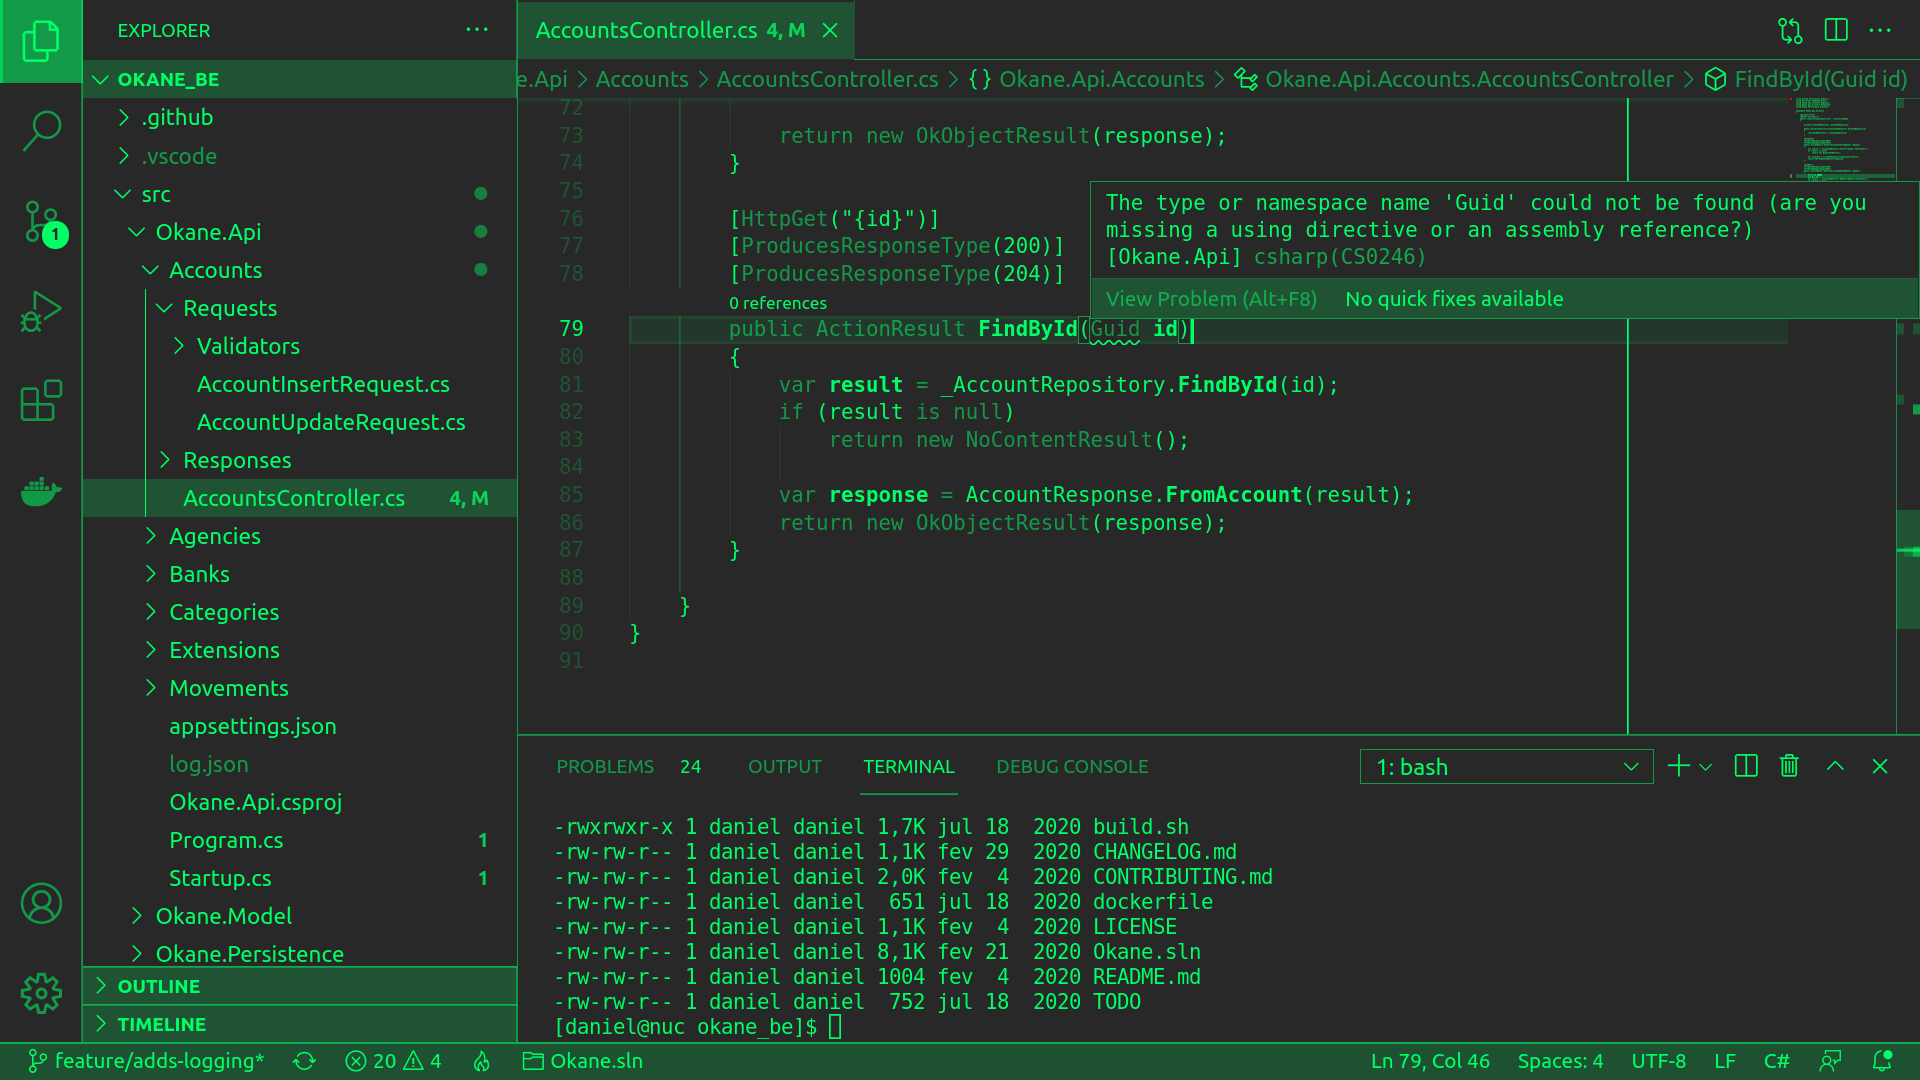 EXPLORER
OKANE_BE
.github
.vscode
src
Okane.Api
Accounts
Requests
Validators
AccountInsertRequest.cs
AccountUpdateRequest.cs
Responses
AccountsController.cs 4, M
Agencies
Banks
Categories
Extensions
Movements
appsettings.json
log.json
Okane.Api.csproj
Program.cs 1
Startup.cs 1
Okane.Model
Okane.Persistence
OUTLINE
TIMELINE
1
AccountsController.cs 4, M
e.Api > Accounts > AccountsController.cs > {} Okane.Api.Accounts > Okane.Api.Accounts.AccountsController > FindById(Guid id)
72
73 return new OkObjectResult(response);
74 }
75
76 [HttpGet("{id}")]
77 [ProducesResponseType(200)]
78 [ProducesResponseType(204)]
0 references
79 public ActionResult FindById(Guid id)
80 {
81 var result = _AccountRepository.FindById(id);
82 if (result is null)
83 return new NoContentResult();
84
85 var response = AccountResponse.FromAccount(result);
86 return new OkObjectResult(response);
87 }
88
89 }
90 }
91
The type or namespace name 'Guid' could not be found (are you
missing a using directive or an assembly reference?)
[Okane.Api] csharp(CS0246)
View Problem (Alt+F8) No quick fixes available
PROBLEMS 24 OUTPUT TERMINAL DEBUG CONSOLE 1: bash
-rwxrwxr-x 1 daniel daniel 1,7K jul 18 2020 build.sh
-rw-rw-r-- 1 daniel daniel 1,1K fev 29 2020 CHANGELOG.md
-rw-rw-r-- 1 daniel daniel 2,0K fev 4 2020 CONTRIBUTING.md
-rw-rw-r-- 1 daniel daniel 651 jul 18 2020 dockerfile
-rw-rw-r-- 1 daniel daniel 1,1K fev 4 2020 LICENSE
-rw-rw-r-- 1 daniel daniel 8,1K fev 21 2020 Okane.sln
-rw-rw-r-- 1 daniel daniel 1004 fev 4 2020 README.md
-rw-rw-r-- 1 daniel daniel 752 jul 18 2020 TODO
[daniel@nuc okane_be]$
feature/adds-logging* 20 4 Okane.sln Ln 79, Col 46 Spaces: 4 UTF-8 LF C#